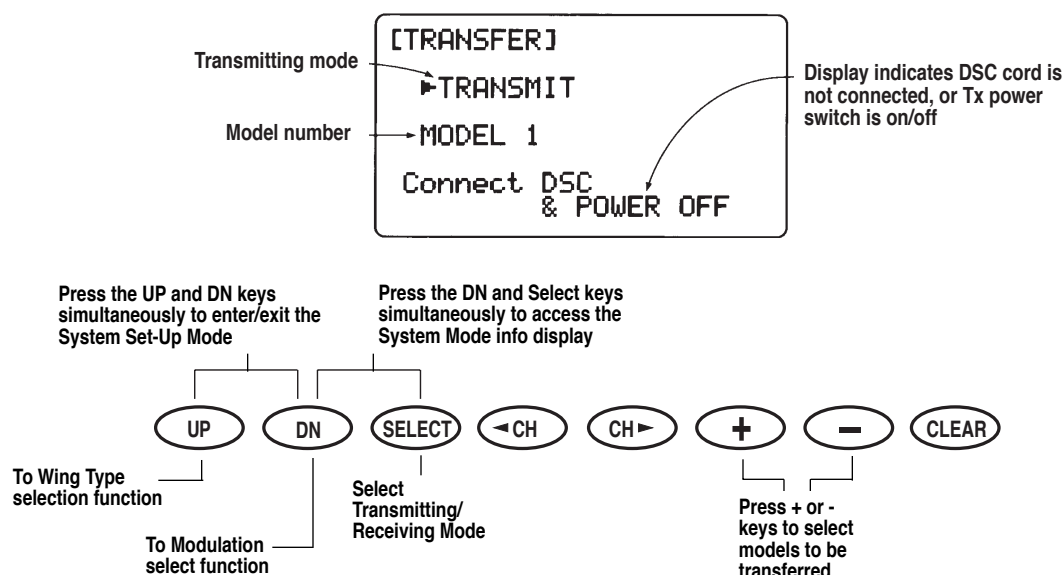 [TRANSFER]
Transmitting mode
TRANSMIT
Display indicates DSC cord is
not connected, or Tx power
switch is on/off
Model number
MODEL 1
Connect DSC
& POWER OFF
Press the UP and DN keys
simultaneously to enter/exit the
System Set-Up Mode
Press the DN and Select keys
simultaneously to access the
System Mode info display
UP
DN
SELECT
◄CH
CH►
+
–
CLEAR
To Wing Type
selection function
To Modulation
select function
Select
Transmitting/
Receiving Mode
Press + or -
keys to select
models to be
transferred